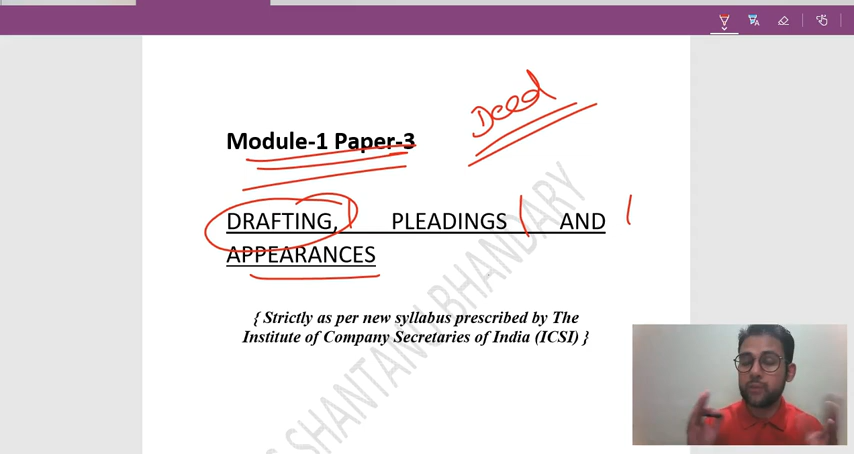 Deed
Module-1 Paper-3
DRAFTING, PLEADINGS AND
APPEARANCES
{ Strictly as per new syllabus prescribed by The
Institute of Company Secretaries of India (ICSI) }
SHANTANU BHANDARY